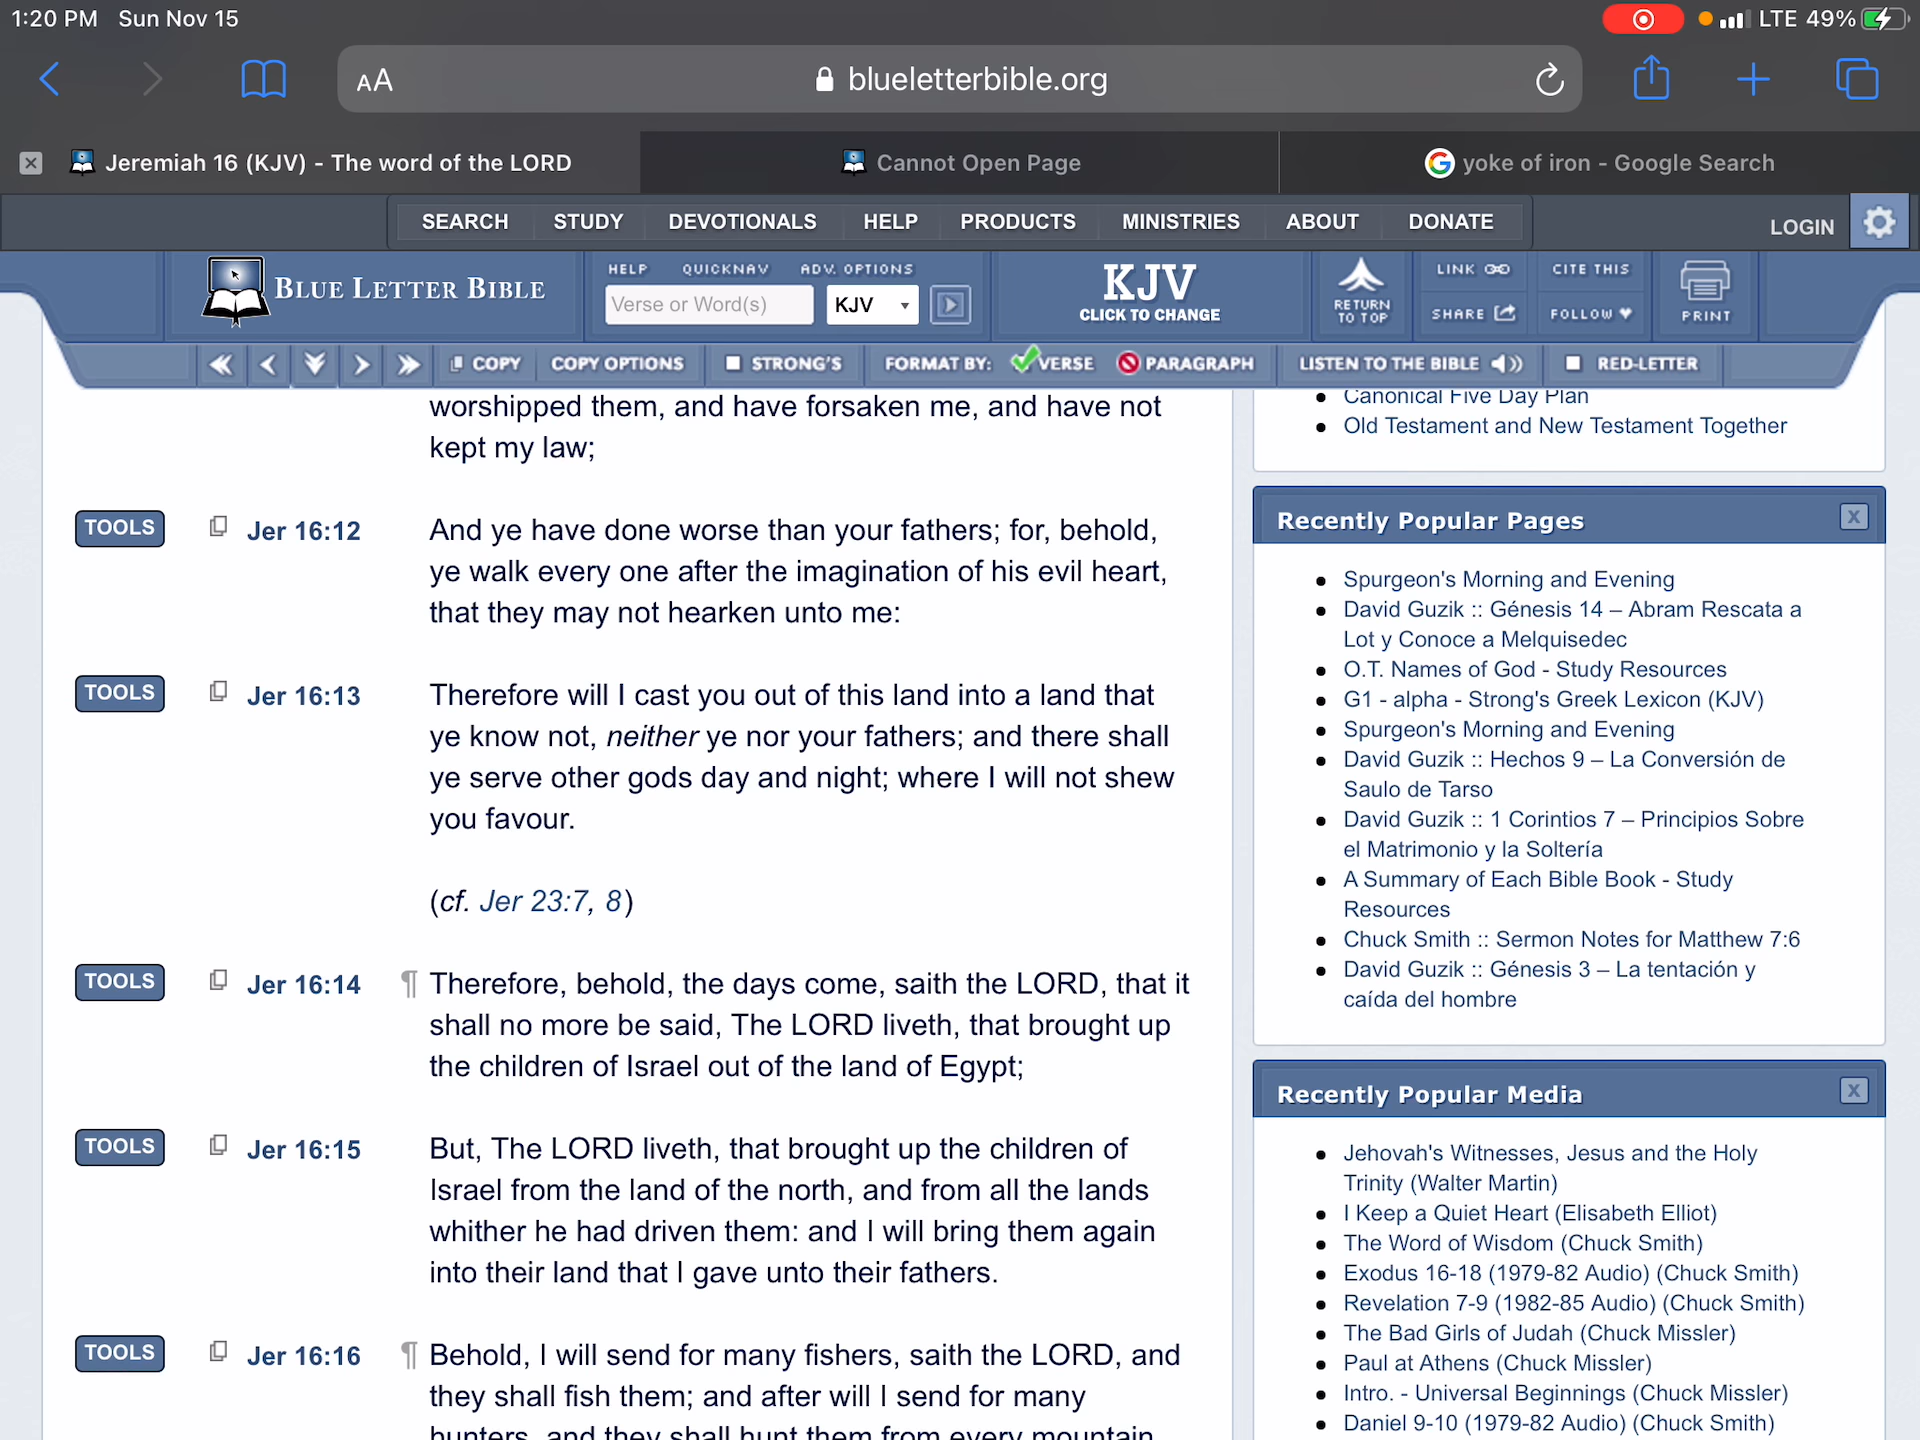 1:20 PM Sun Nov 15
LTE 49%
AA
blueletterbible.org
Jeremiah 16 (KJV) - The word of the LORD
Cannot Open Page
yoke of iron - Google Search
SEARCH STUDY DEVOTIONALS HELP PRODUCTS MINISTRIES ABOUT DONATE
LOGIN
BLUE LETTER BIBLE
HELP QUICKNAV ADV. OPTIONS
Verse or Word(s)
KJV
KJV
CLICK TO CHANGE
RETURN
TO TOP
LINK
SHARE
CITE THIS
FOLLOW
PRINT
COPY COPY OPTIONS STRONG'S FORMAT BY: VERSE PARAGRAPH LISTEN TO THE BIBLE RED-LETTER
worshipped them, and have forsaken me, and have not
kept my law;
TOOLS Jer 16:12 And ye have done worse than your fathers; for, behold,
ye walk every one after the imagination of his evil heart,
that they may not hearken unto me:
TOOLS Jer 16:13 Therefore will I cast you out of this land into a land that
ye know not, neither ye nor your fathers; and there shall
ye serve other gods day and night; where I will not shew
you favour.
(cf. Jer 23:7, 8)
TOOLS Jer 16:14 ¶ Therefore, behold, the days come, saith the LORD, that it
shall no more be said, The LORD liveth, that brought up
the children of Israel out of the land of Egypt;
TOOLS Jer 16:15 But, The LORD liveth, that brought up the children of
Israel from the land of the north, and from all the lands
whither he had driven them: and I will bring them again
into their land that I gave unto their fathers.
TOOLS Jer 16:16 ¶ Behold, I will send for many fishers, saith the LORD, and
they shall fish them; and after will I send for many
hunters, and they shall hunt them from every mountain,
Canonical Five Day Plan
Old Testament and New Testament Together
Recently Popular Pages X
Spurgeon's Morning and Evening
David Guzik :: Génesis 14 – Abram Rescata a
Lot y Conoce a Melquisedec
O.T. Names of God - Study Resources
G1 - alpha - Strong's Greek Lexicon (KJV)
Spurgeon's Morning and Evening
David Guzik :: Hechos 9 – La Conversión de
Saulo de Tarso
David Guzik :: 1 Corintios 7 – Principios Sobre
el Matrimonio y la Soltería
A Summary of Each Bible Book - Study
Resources
Chuck Smith :: Sermon Notes for Matthew 7:6
David Guzik :: Génesis 3 – La tentación y
caída del hombre
Recently Popular Media X
Jehovah's Witnesses, Jesus and the Holy
Trinity (Walter Martin)
I Keep a Quiet Heart (Elisabeth Elliot)
The Word of Wisdom (Chuck Smith)
Exodus 16-18 (1979-82 Audio) (Chuck Smith)
Revelation 7-9 (1982-85 Audio) (Chuck Smith)
The Bad Girls of Judah (Chuck Missler)
Paul at Athens (Chuck Missler)
Intro. - Universal Beginnings (Chuck Missler)
Daniel 9-10 (1979-82 Audio) (Chuck Smith)